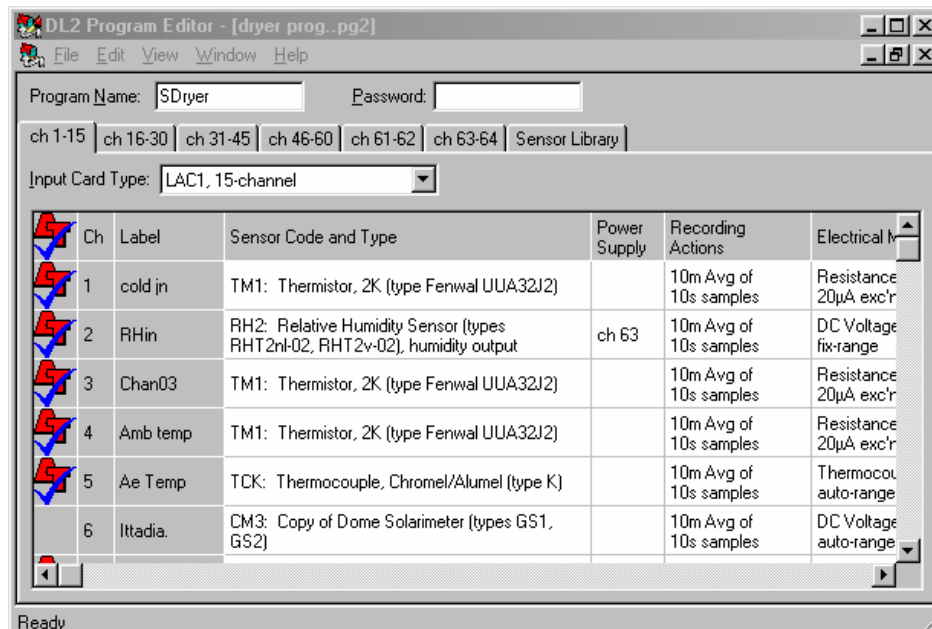 DL2 Program Editor - [dryer prog..pg2]
File Edit View Window Help
Program Name: SDryer Password:
ch 1-15 ch 16-30 ch 31-45 ch 46-60 ch 61-62 ch 63-64 Sensor Library
Input Card Type: LAC1, 15-channel
Ch Label Sensor Code and Type Power Supply Recording Actions Electrical M
1 cold jn TM1: Thermistor, 2K (type Fenwal UUA32J2) 10m Avg of 10s samples Resistance 20µA exc'n
2 RHin RH2: Relative Humidity Sensor (types RHT2nl-02, RHT2v-02), humidity output ch 63 10m Avg of 10s samples DC Voltage fix-range
3 Chan03 TM1: Thermistor, 2K (type Fenwal UUA32J2) 10m Avg of 10s samples Resistance 20µA exc'n
4 Amb temp TM1: Thermistor, 2K (type Fenwal UUA32J2) 10m Avg of 10s samples Resistance 20µA exc'n
5 Ae Temp TCK: Thermocouple, Chromel/Alumel (type K) 10m Avg of 10s samples Thermocou auto-range
6 Ittadia. CM3: Copy of Dome Solarimeter (types GS1, GS2) 10m Avg of 10s samples DC Voltage auto-range
Ready